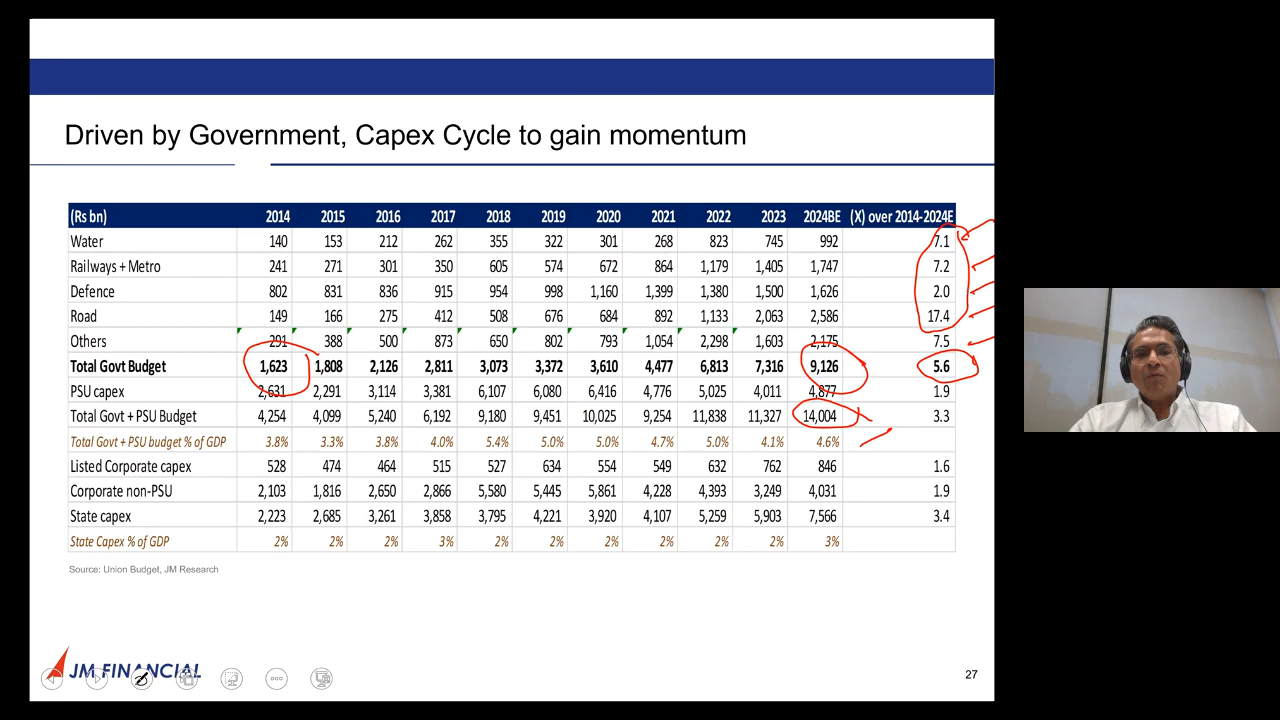 Driven by Government, Capex Cycle to gain momentum
(Rs bn) 2014 2015 2016 2017 2018 2019 2020 2021 2022 2023 2024BE (X) over 2014-2024E
Water 140 153 212 262 355 322 301 268 823 745 992 7.1
Railways + Metro 241 271 301 350 605 574 672 864 1,179 1,405 1,747 7.2
Defence 802 831 836 915 954 998 1,160 1,399 1,380 1,500 1,626 2.0
Road 149 166 275 412 508 676 684 892 1,133 2,063 2,586 17.4
Others 291 388 500 873 650 802 793 1,054 2,298 1,603 2,175 7.5
Total Govt Budget 1,623 1,808 2,126 2,811 3,073 3,372 3,610 4,477 6,813 7,316 9,126 5.6
PSU capex 2,631 2,291 3,114 3,381 6,107 6,080 6,416 4,776 5,025 4,011 4,877 1.9
Total Govt + PSU Budget 4,254 4,099 5,240 6,192 9,180 9,451 10,025 9,254 11,838 11,327 14,004 3.3
Total Govt + PSU budget % of GDP 3.8% 3.3% 3.8% 4.0% 5.4% 5.0% 5.0% 4.7% 5.0% 4.1% 4.6%
Listed Corporate capex 528 474 464 515 527 634 554 549 632 762 846 1.6
Corporate non-PSU 2,103 1,816 2,650 2,866 5,580 5,445 5,861 4,228 4,393 3,249 4,031 1.9
State capex 2,223 2,685 3,261 3,858 3,795 4,221 3,920 4,107 5,259 5,903 7,566 3.4
State Capex % of GDP 2% 2% 2% 3% 2% 2% 2% 2% 2% 2% 3%
Source: Union Budget, JM Research
JM FINANCIAL
27